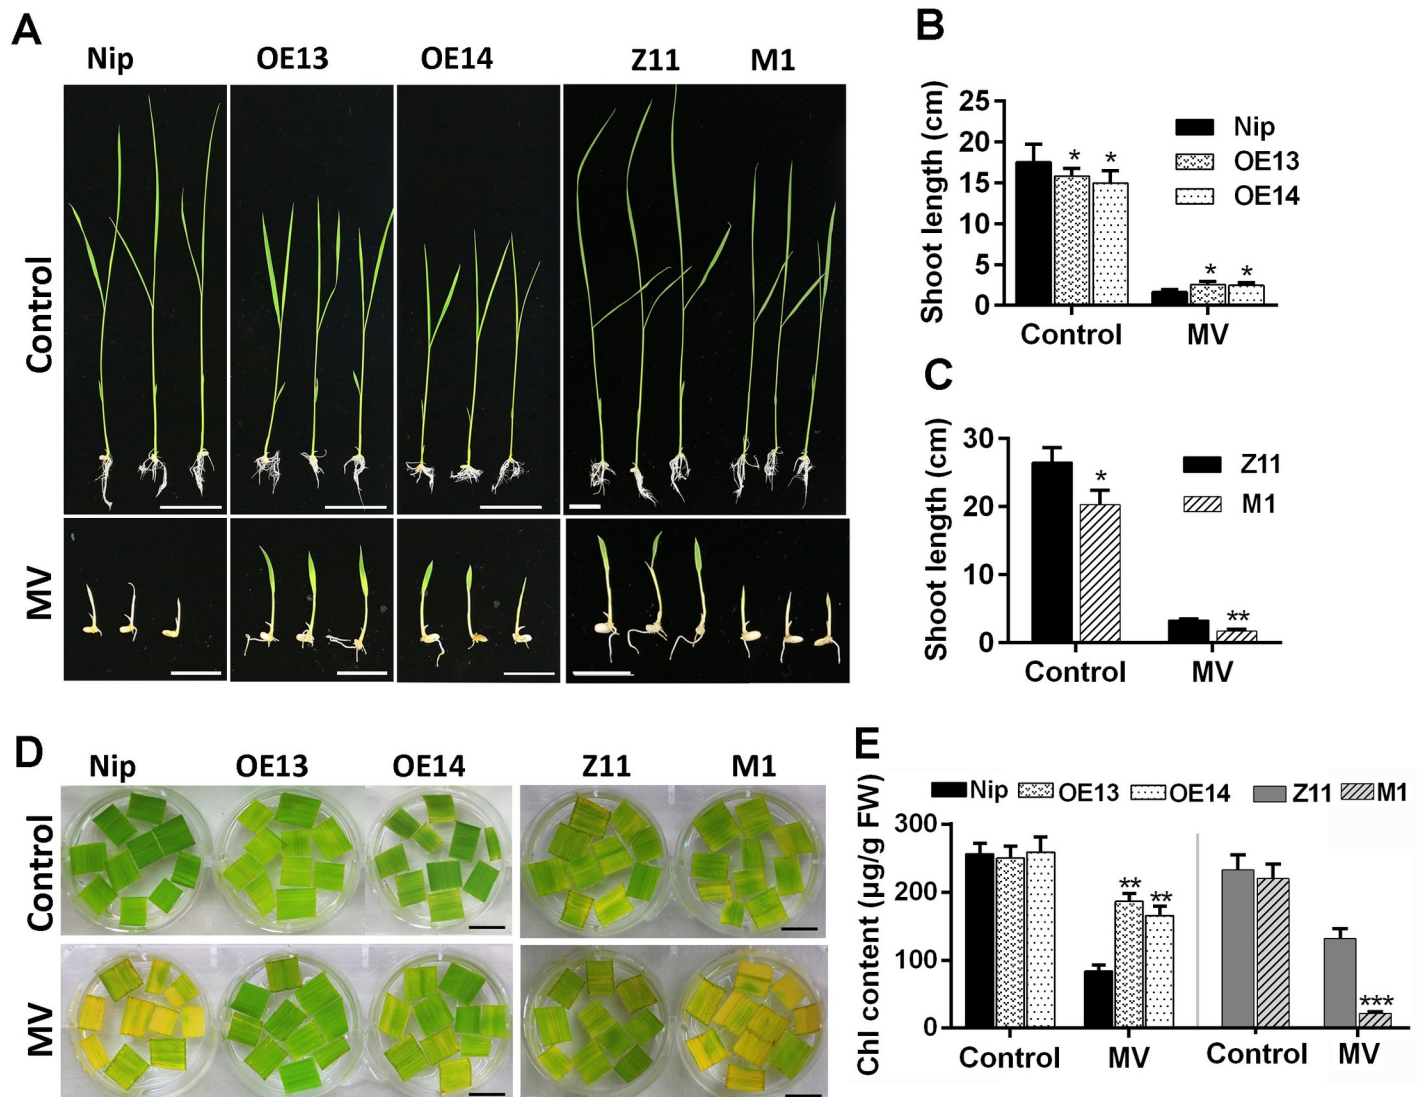 A
Nip OE13 OE14 Z11 M1
Control
MV
B
Shoot length (cm)
25
20
15
10
5
0
Nip
OE13
OE14
* *
* *
Control MV
C
Shoot length (cm)
30
20
10
0
Z11
M1
*
**
Control MV
D
Nip OE13 OE14 Z11 M1
Control
MV
E
Nip OE13 OE14 Z11 M1
Chl content (µg/g FW)
300
200
100
0
** **
***
Control MV Control MV